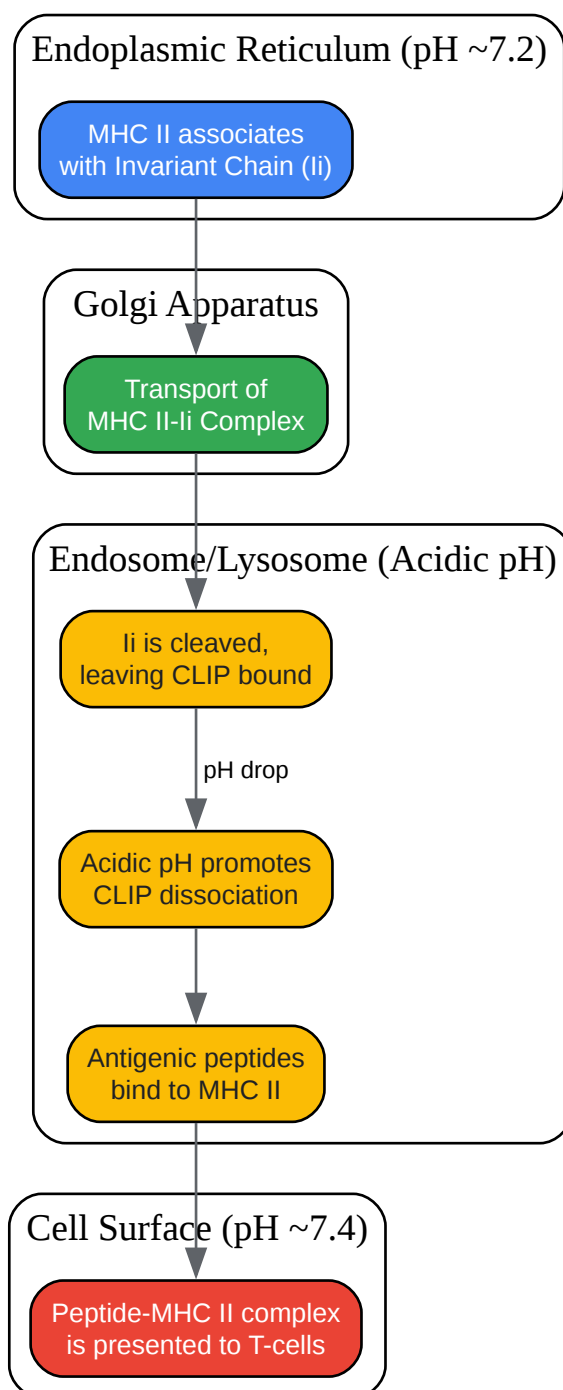 Endoplasmic Reticulum (pH ~7.2)
MHC II associates
with Invariant Chain (Ii)
Golgi Apparatus
Transport of
MHC II-Ii Complex
Endosome/Lysosome (Acidic pH)
Ii is cleaved,
leaving CLIP bound
pH drop
Acidic pH promotes
CLIP dissociation
Antigenic peptides
bind to MHC II
Cell Surface (pH ~7.4)
Peptide-MHC II complex
is presented to T-cells